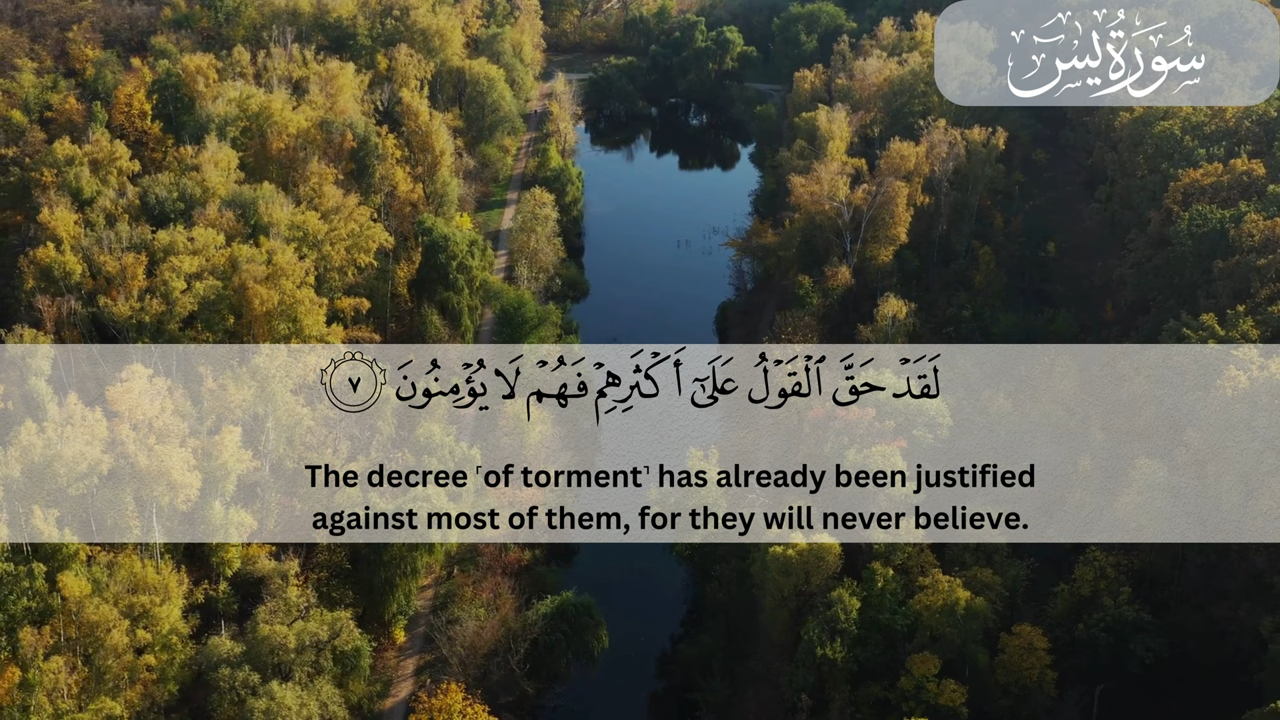 سُورَةُ يسٓ
لَقَدۡ حَقَّ ٱلۡقَوۡلُ عَلَىٰٓ أَكۡثَرِهِمۡ فَهُمۡ لَا يُؤۡمِنُونَ ٧
The decree ˹of torment˺ has already been justified
against most of them, for they will never believe.